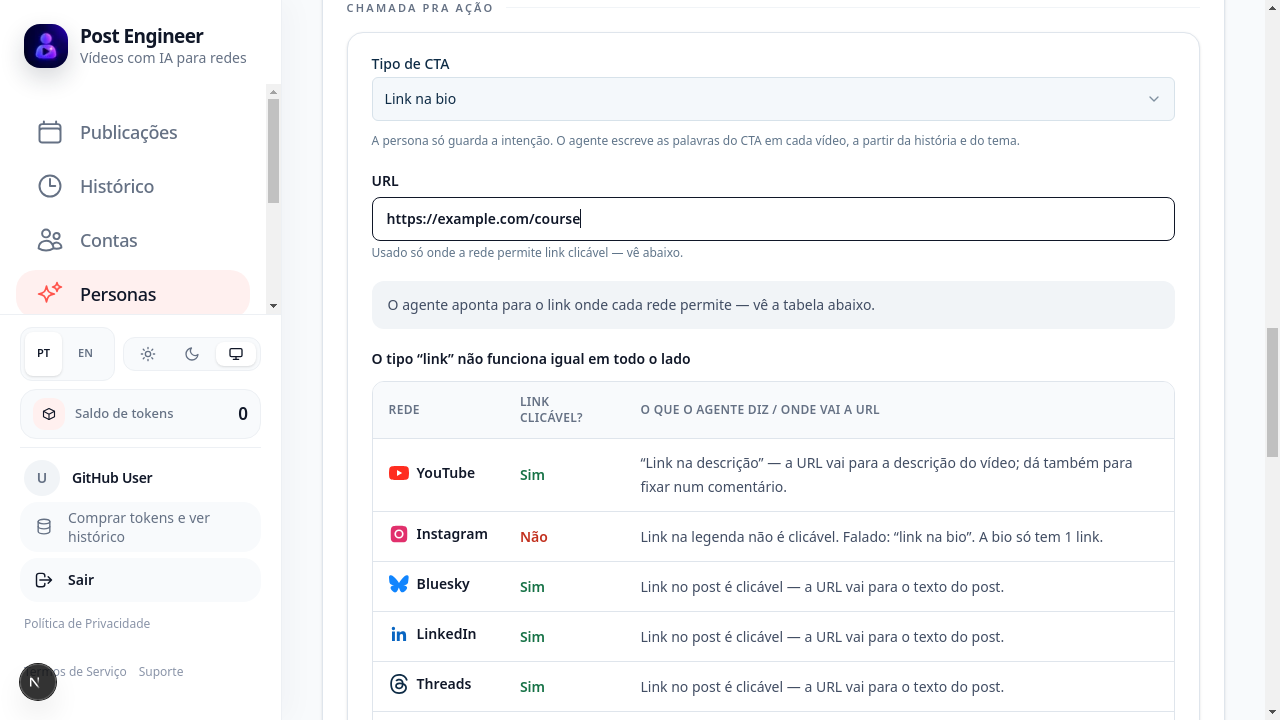 Post Engineer
Vídeos com IA para redes
Publicações
Histórico
Contas
Personas
PT
EN
Saldo de tokens
0
U
GitHub User
Comprar tokens e ver
histórico
Sair
Política de Privacidade
de Serviço
Suporte
N
CHAMADA PRA AÇÃO
Tipo de CTA
Link na bio
A persona só guarda a intenção. O agente escreve as palavras do CTA em cada vídeo, a partir da história e do tema.
URL
https://example.com/course
Usado só onde a rede permite link clicável — vê abaixo.
O agente aponta para o link onde cada rede permite — vê a tabela abaixo.
O tipo “link” não funciona igual em todo o lado
REDE
LINK
CLICÁVEL?
O QUE O AGENTE DIZ / ONDE VAI A URL
YouTube
Sim
“Link na descrição” — a URL vai para a descrição do vídeo; dá também para
fixar num comentário.
Instagram
Não
Link na legenda não é clicável. Falado: “link na bio”. A bio só tem 1 link.
Bluesky
Sim
Link no post é clicável — a URL vai para o texto do post.
LinkedIn
Sim
Link no post é clicável — a URL vai para o texto do post.
Threads
Sim
Link no post é clicável — a URL vai para o texto do post.